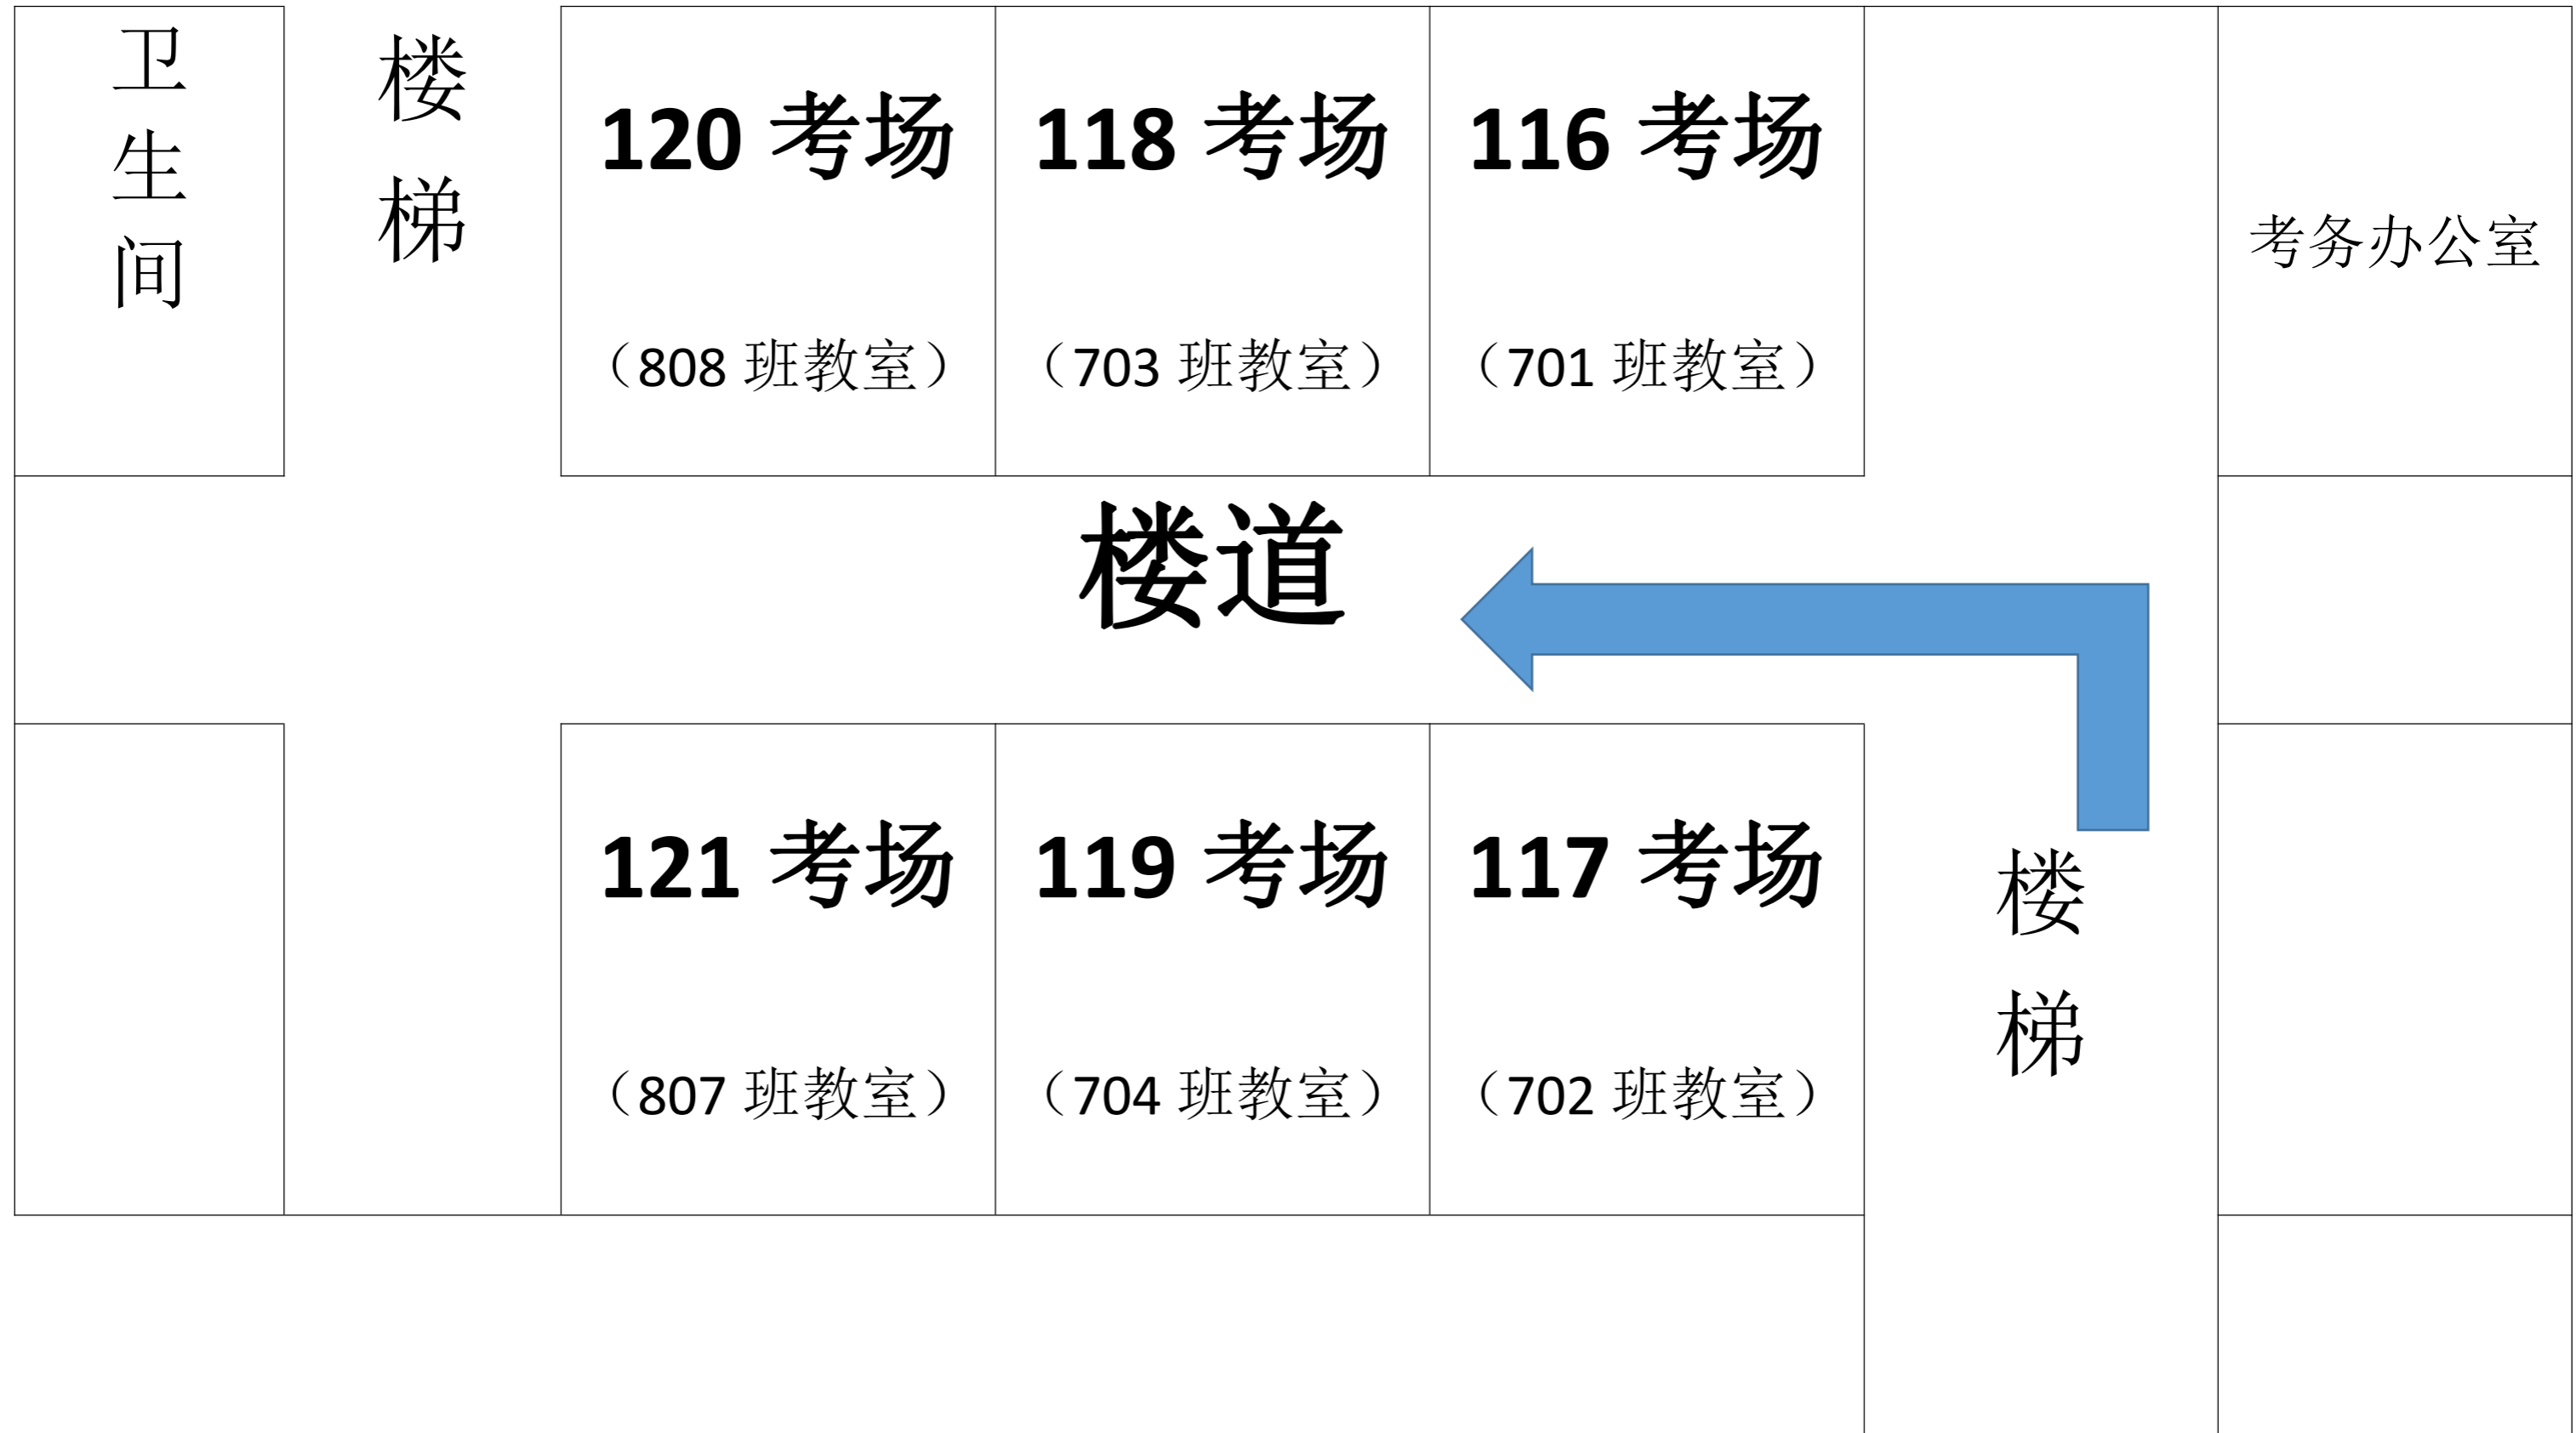 卫生间
楼梯
120 考场
（808 班教室）
118 考场
（703 班教室）
116 考场
（701 班教室）
考务办公室
楼道
121 考场
（807 班教室）
119 考场
（704 班教室）
117 考场
（702 班教室）
楼梯